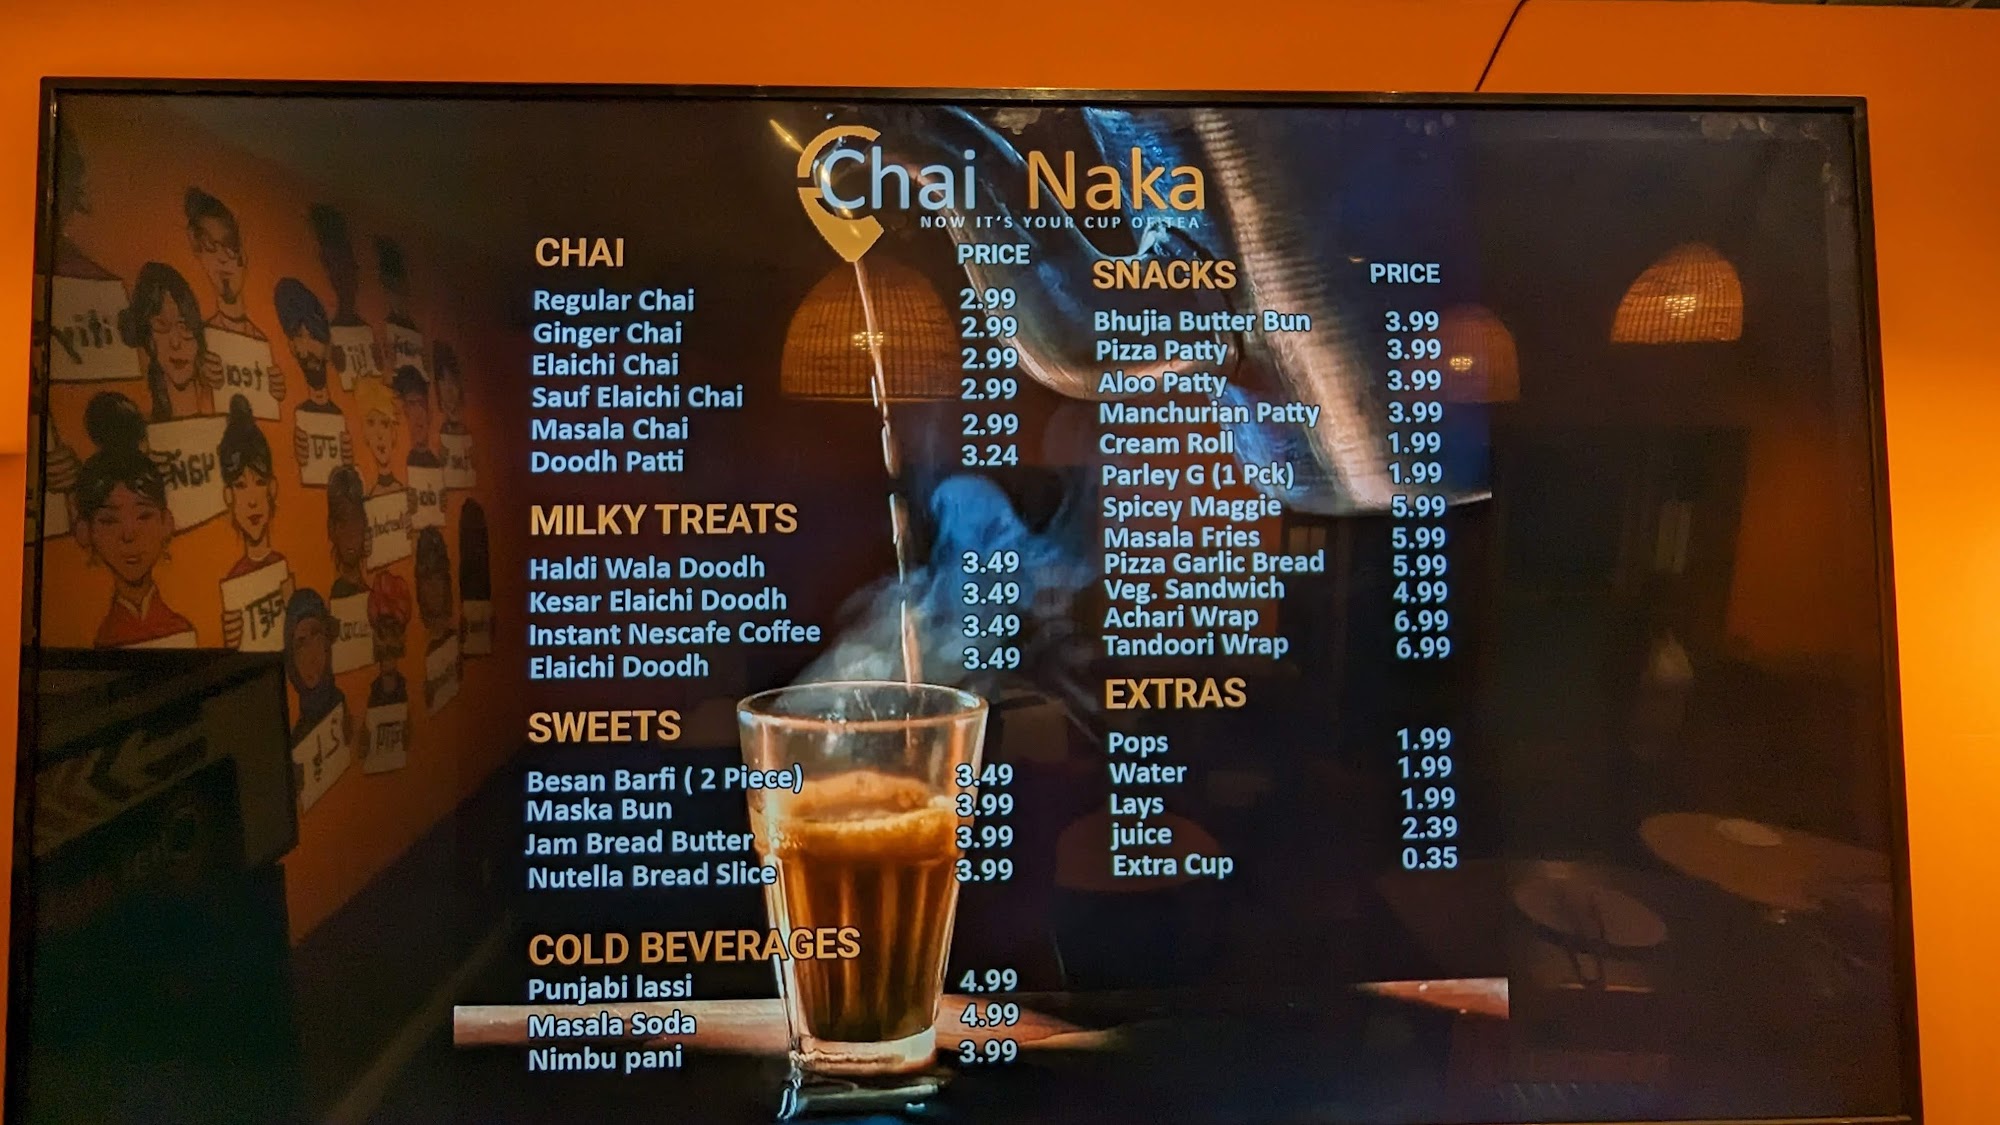 Chai Naka
NOW IT'S YOUR CUP OF TEA
CHAI PRICE
Regular Chai 2.99
Ginger Chai 2.99
Elaichi Chai 2.99
Sauf Elaichi Chai 2.99
Masala Chai 2.99
Doodh Patti 3.24
MILKY TREATS
Haldi Wala Doodh 3.49
Kesar Elaichi Doodh 3.49
Instant Nescafe Coffee 3.49
Elaichi Doodh 3.49
SWEETS
Besan Barfi ( 2 Piece) 3.49
Maska Bun 3.99
Jam Bread Butter 3.99
Nutella Bread Slice 3.99
COLD BEVERAGES
Punjabi lassi 4.99
Masala Soda 4.99
Nimbu pani 3.99
SNACKS PRICE
Bhujia Butter Bun 3.99
Pizza Patty 3.99
Aloo Patty 3.99
Manchurian Patty 3.99
Cream Roll 1.99
Parley G (1 Pck) 1.99
Spicey Maggie 5.99
Masala Fries 5.99
Pizza Garlic Bread 5.99
Veg. Sandwich 4.99
Achari Wrap 6.99
Tandoori Wrap 6.99
EXTRAS
Pops 1.99
Water 1.99
Lays 1.99
juice 2.39
Extra Cup 0.35